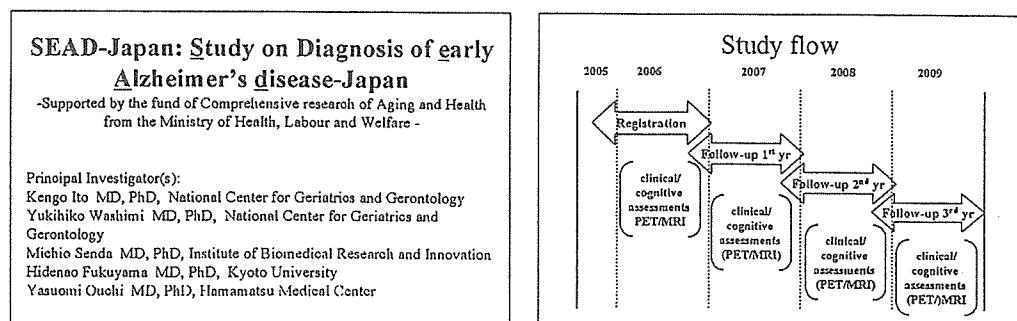 SEAD-Japan: Study on Diagnosis of early
Alzheimer's disease-Japan
-Supported by the fund of Comprehensive research of Aging and Health
from the Ministry of Health, Labour and Welfare -
Principal Investigator(s):
Kengo Ito MD, PhD, National Center for Geriatrics and Gerontology
Yukihiko Washimi MD, PhD, National Center for Geriatrics and
Gerontology
Michio Senda MD, PhD, Institute of Biomedical Research and Innovation
Hidenao Fukuyama MD, PhD, Kyoto University
Yasuomi Ouchi MD, PhD, Hamamatsu Medical Center
Study flow
2005 2006 2007 2008 2009
Registration
Follow-up 1st yr
Follow-up 2nd yr
Follow-up 3rd yr
clinical/
cognitive
assessments
PET/MRI
clinical/
cognitive
assessments
(PET/MRI)
clinical/
cognitive
assessments
(PET/MRI)
clinical/
cognitive
assessments
(PET/)MRI